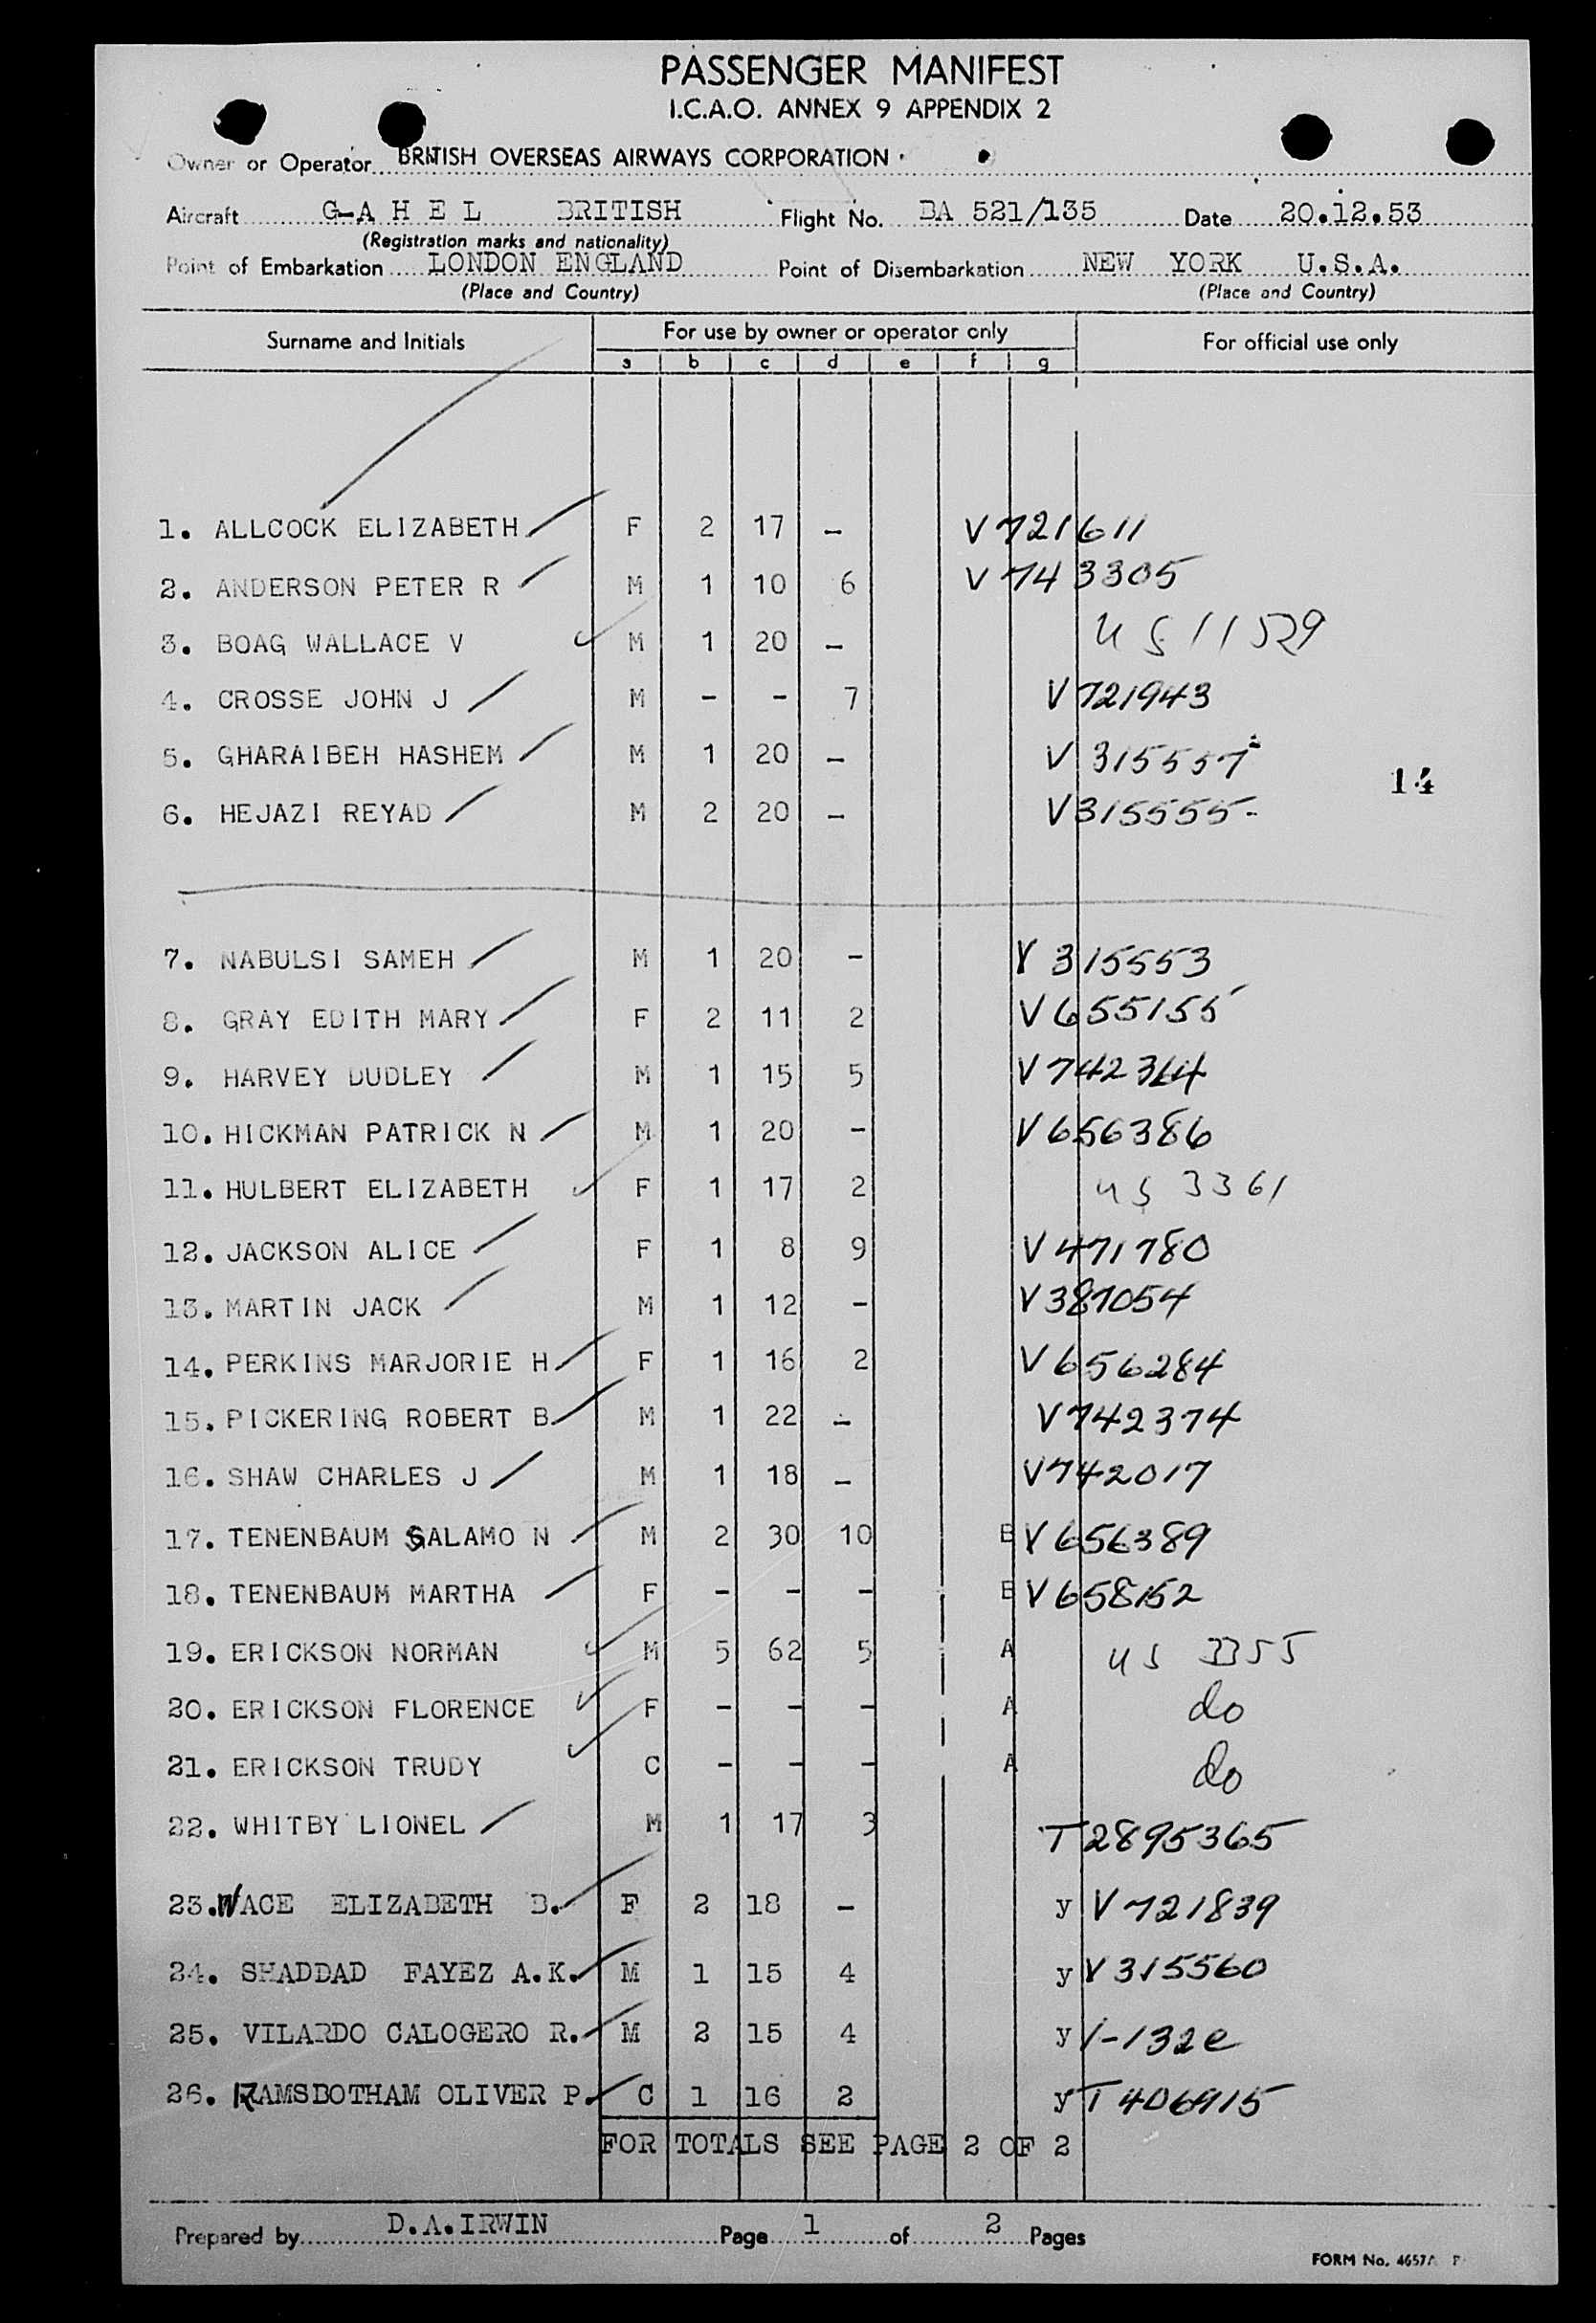 PASSENGER MANIFEST
I.C.A.O. ANNEX 9 APPENDIX 2
Owner or Operator BRITISH OVERSEAS AIRWAYS CORPORATION
Aircraft G-A H E L BRITISH Flight No. BA 521/135 Date 20.12.53
(Registration marks and nationality)
Point of Embarkation LONDON ENGLAND Point of Disembarkation NEW YORK U.S.A.
(Place and Country) (Place and Country)
Surname and Initials For use by owner or operator only For official use only
a b c d e f g
1. ALLCOCK ELIZABETH F 2 17 - V721611
2. ANDERSON PETER R M 1 10 6 V743305
3. BOAG WALLACE V M 1 20 - US 11529
4. CROSSE JOHN J M - - 7 V721943
5. GHARAIBEH HASHEM M 1 20 - V315557
14
6. HEJAZI REYAD M 2 20 - V315555
7. NABULSI SAMEH M 1 20 - V315553
8. GRAY EDITH MARY F 2 11 2 V655155
9. HARVEY DUDLEY M 1 15 5
10. HICKMAN PATRICK N M 1 20 - V656386
11. HULBERT ELIZABETH F 1 17 2 US 3361
12. JACKSON ALICE F 1 8 9 V471780
13. MARTIN JACK M 1 12 - V387054
14. PERKINS MARJORIE H F 1 16 2 V656284
15. PICKERING ROBERT B M 1 22 - V742374
16. SHAW CHARLES J M 1 18 - V742017
17. TENENBAUM SALAMO N M 2 30 10 B V656389
18. TENENBAUM MARTHA F - - - B V658152
19. ERICKSON NORMAN M 5 62 5 A US 3355
20. ERICKSON FLORENCE F - - - A do
21. ERICKSON TRUDY C - - - A do
22. WHITBY LIONEL M 1 17 3 T2895365
23. WACE ELIZABETH B. F 2 18 - y V721839
24. SHADDAD FAYEZ A.K. M 1 15 4 y V315560
25. VILARDO CALOGERO R. M 2 15 4 y I-132e
26. RAMSBOTHAM OLIVER P. C 1 16 2 y T406915
FOR TOTALS SEE PAGE 2 OF 2
Prepared by D.A.IRWIN Page 1 of 2 Pages
FORM No. 4657A